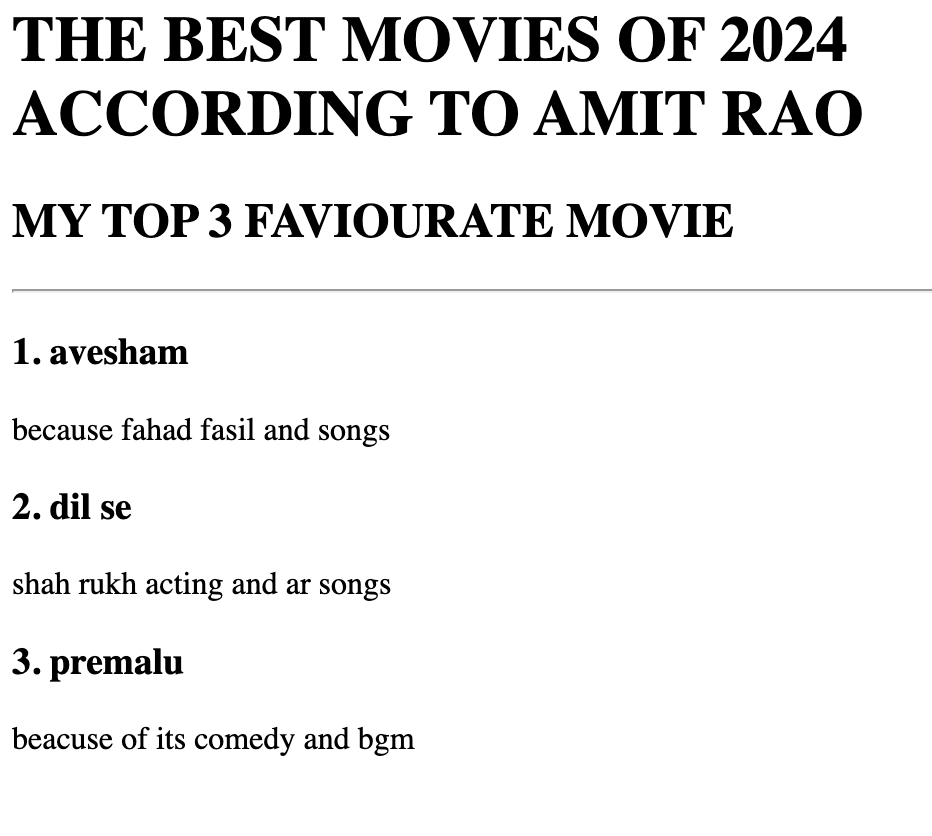 THE BEST MOVIES OF 2024
ACCORDING TO AMIT RAO
MY TOP 3 FAVIOURATE MOVIE
1. avesham
because fahad fasil and songs
2. dil se
shah rukh acting and ar songs
3. premalu
beacuse of its comedy and bgm